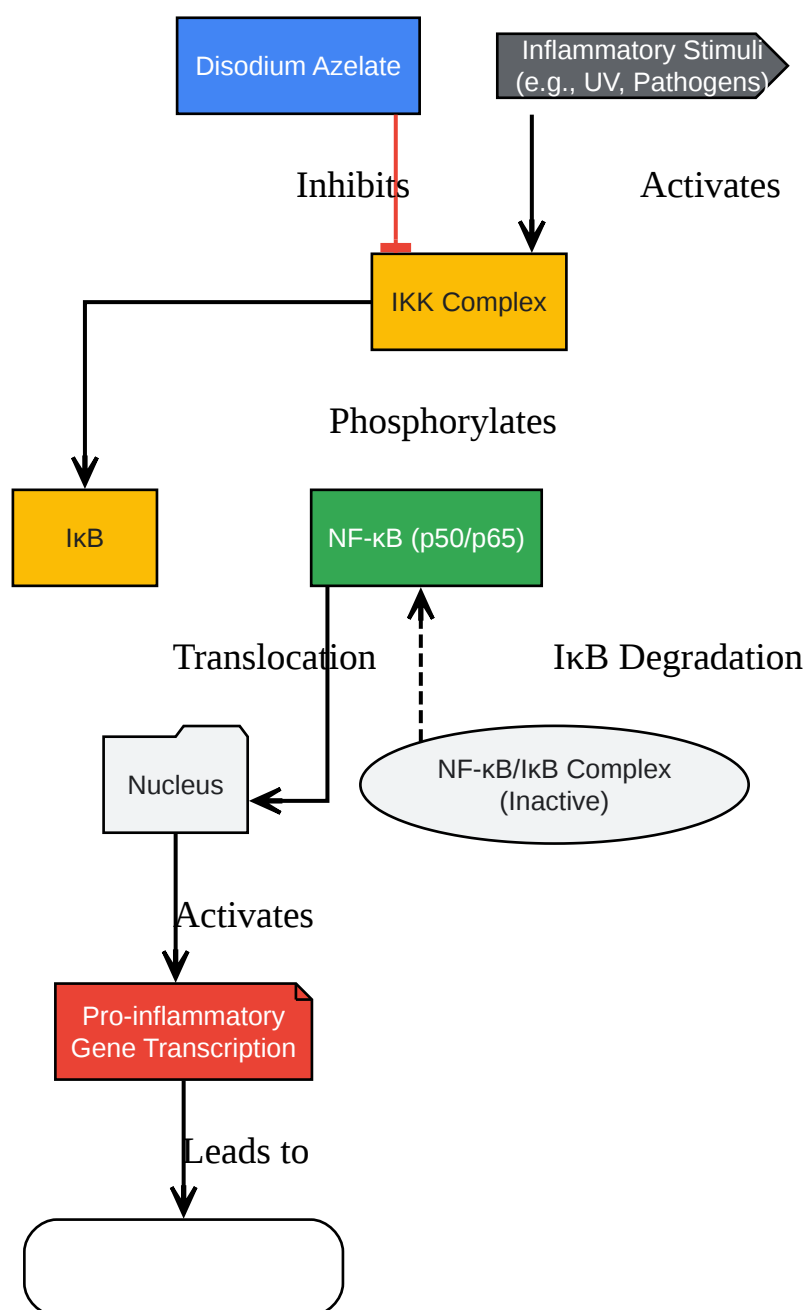 Disodium Azelate
Inflammatory Stimuli
(e.g., UV, Pathogens)
Inhibits
Activates
IKK Complex
Phosphorylates
IκB
NF-κB (p50/p65)
Translocation
IκB Degradation
Nucleus
NF-κB/IκB Complex
(Inactive)
Activates
Pro-inflammatory
Gene Transcription
Leads to